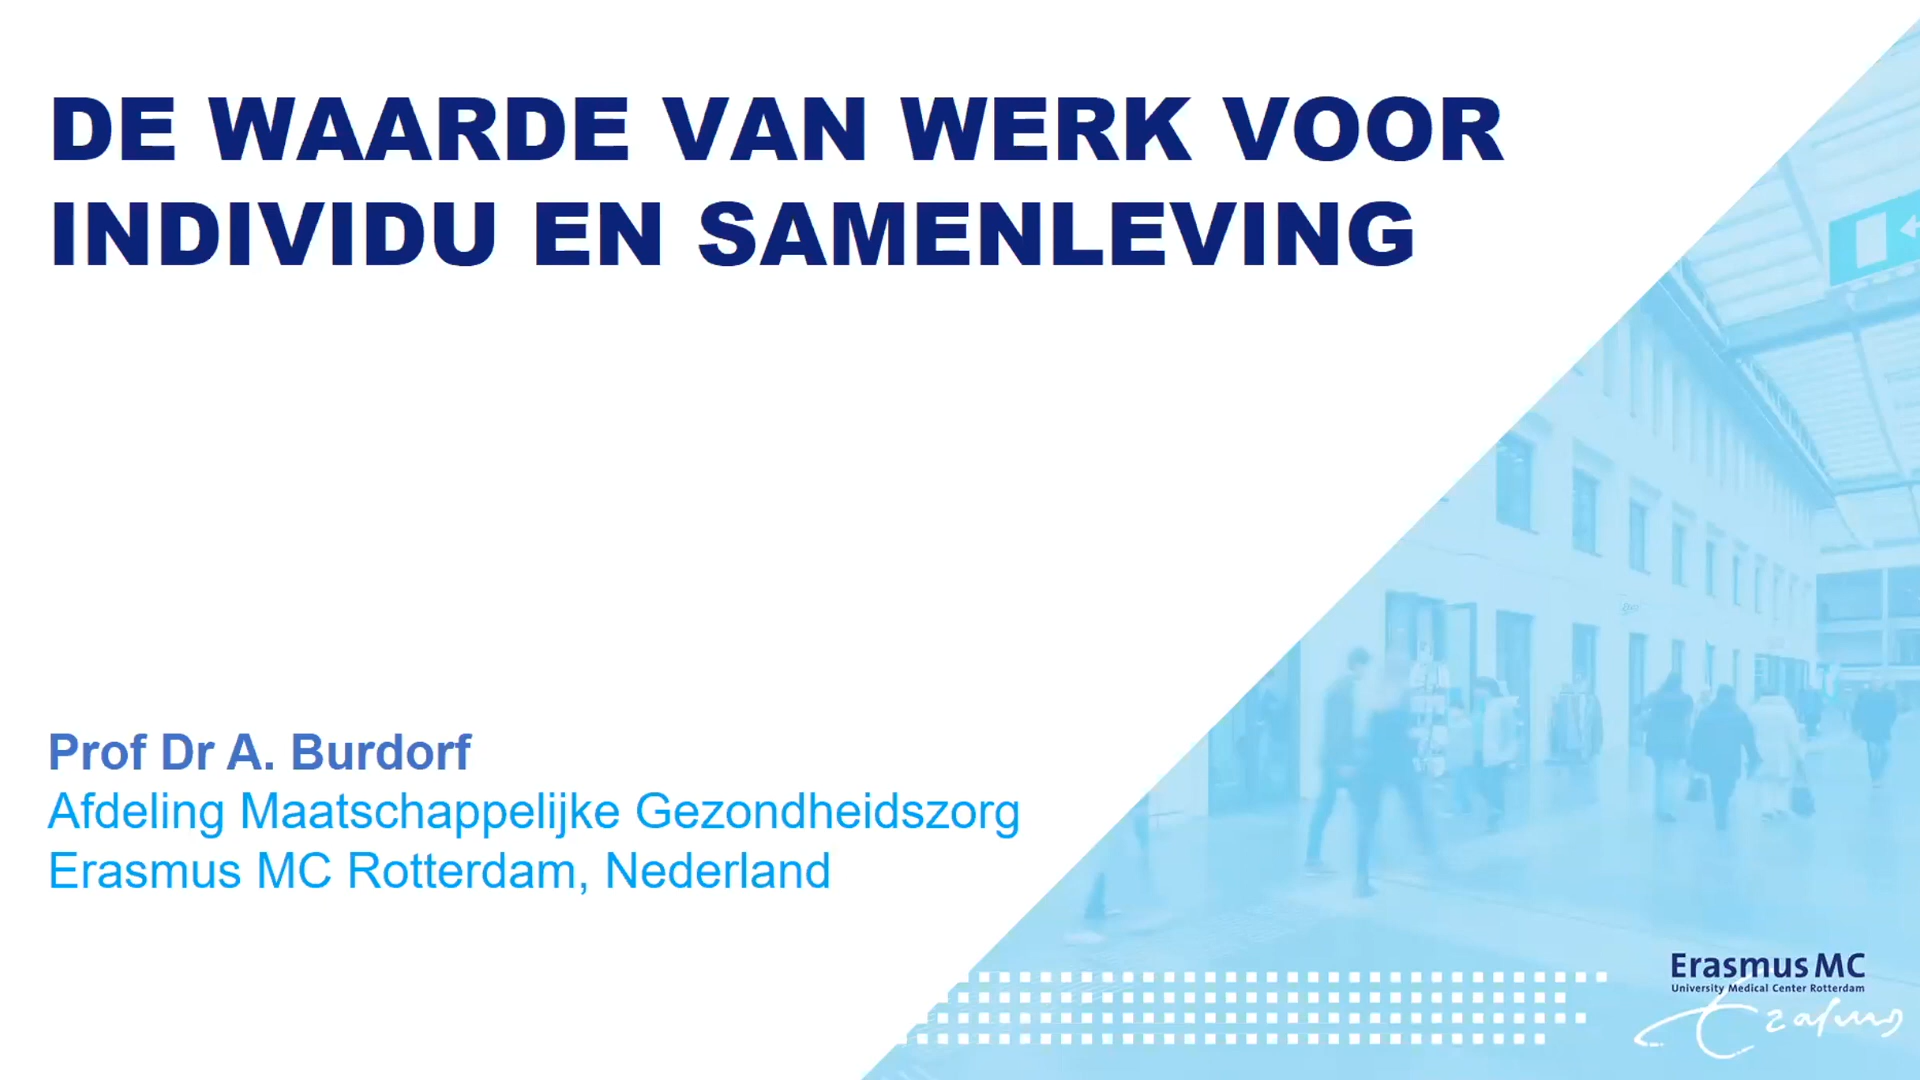 DE WAARDE VAN WERK VOOR
INDIVIDU EN SAMENLEVING
Prof Dr A. Burdorf
Afdeling Maatschappelijke Gezondheidszorg
Erasmus MC Rotterdam, Nederland
Erasmus MC
University Medical Center Rotterdam
Erasmus